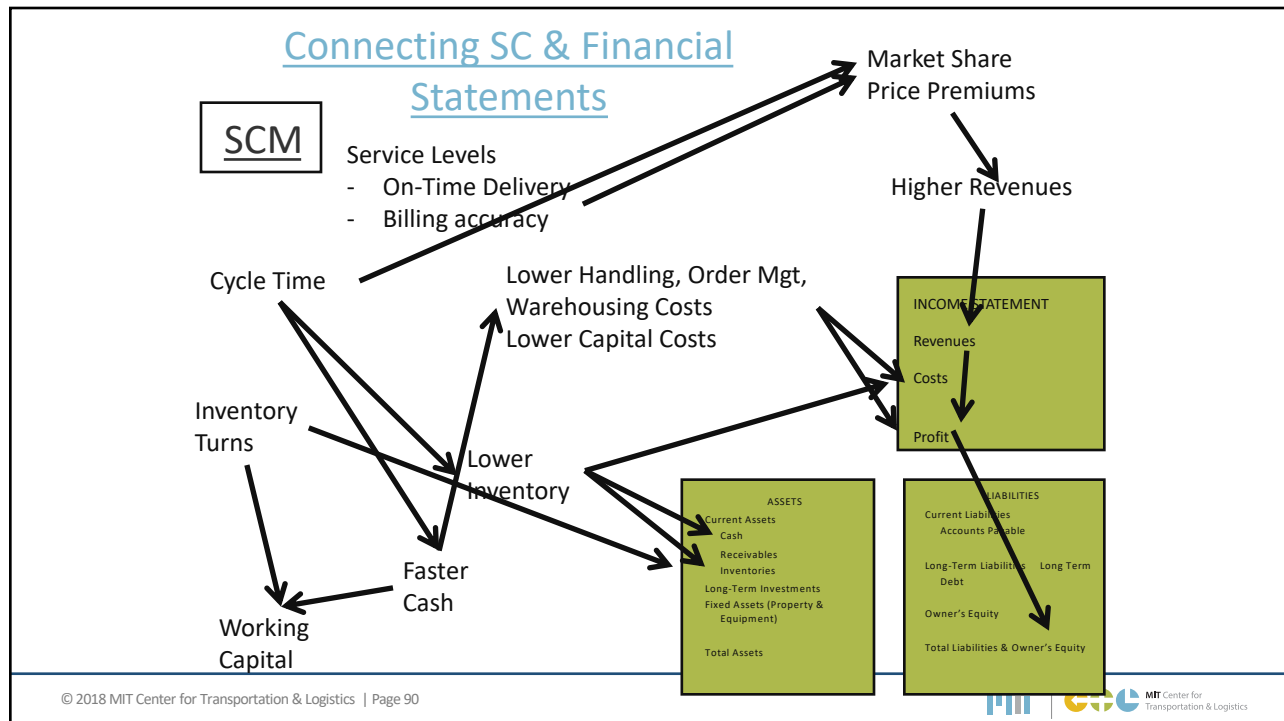 Connecting SC & Financial
Statements
SCM
Service Levels
- On-Time Delivery
- Billing accuracy
Market Share
Price Premiums
Higher Revenues
Cycle Time
Lower Handling, Order Mgt,
Warehousing Costs
Lower Capital Costs
INCOME STATEMENT
Revenues
Costs
Profit
Inventory
Turns
Lower
Inventory
Faster
Cash
Working
Capital
ASSETS
Current Assets
Cash
Receivables
Inventories
Long-Term Investments
Fixed Assets (Property &
Equipment)
Total Assets
LIABILITIES
Current Liabilities
Accounts Payable
Long-Term Liabilities Long Term
Debt
Owner's Equity
Total Liabilities & Owner's Equity
© 2018 MIT Center for Transportation & Logistics | Page 90
MIT Center for
Transportation & Logistics